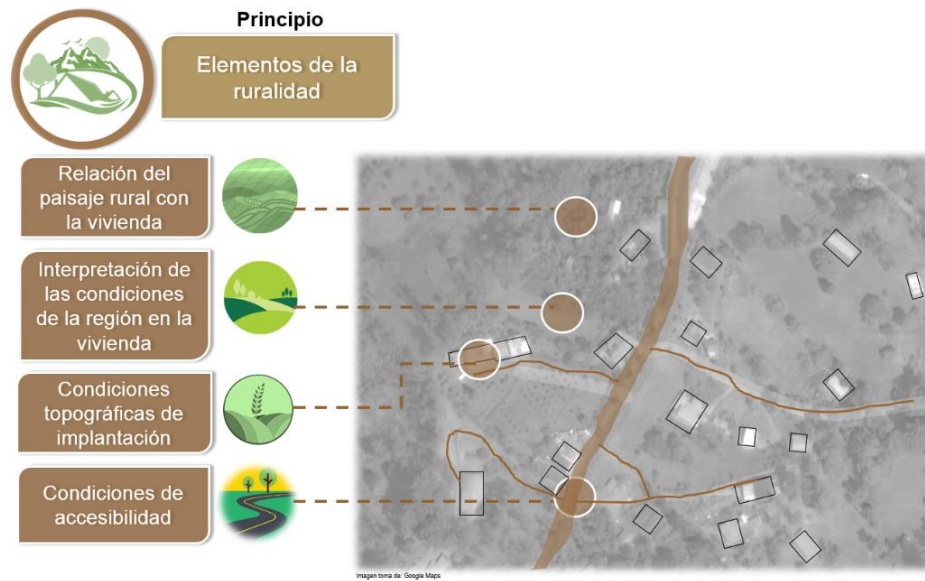 Principio
Elementos de la
ruralidad
Relación del
paisaje rural con
la vivienda
Interpretación de
las condiciones
de la región en la
vivienda
Condiciones
topográficas de
implantación
Condiciones de
accesibilidad
Imagen toma de: Google Maps